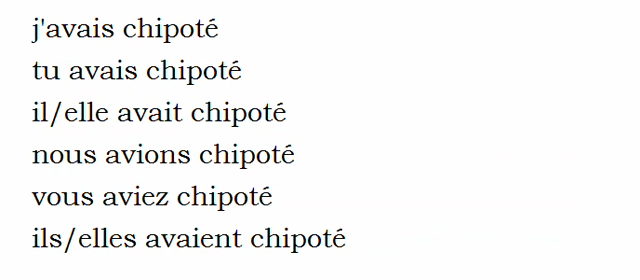 j'avais chipoté
tu avais chipoté
il/elle avait chipoté
nous avions chipoté
vous aviez chipoté
ils/elles avaient chipoté